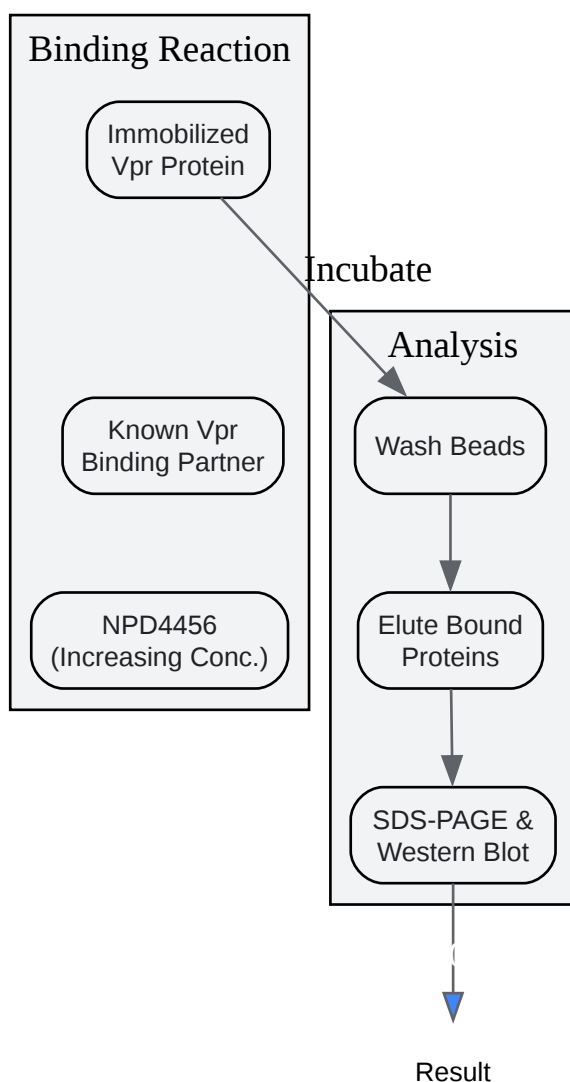 Binding Reaction
Immobilized
Vpr Protein
Incubate
Analysis
Known Vpr
Binding Partner
Wash Beads
NPD4456
(Increasing Conc.)
Elute Bound
Proteins
SDS-PAGE &
Western Blot
Result